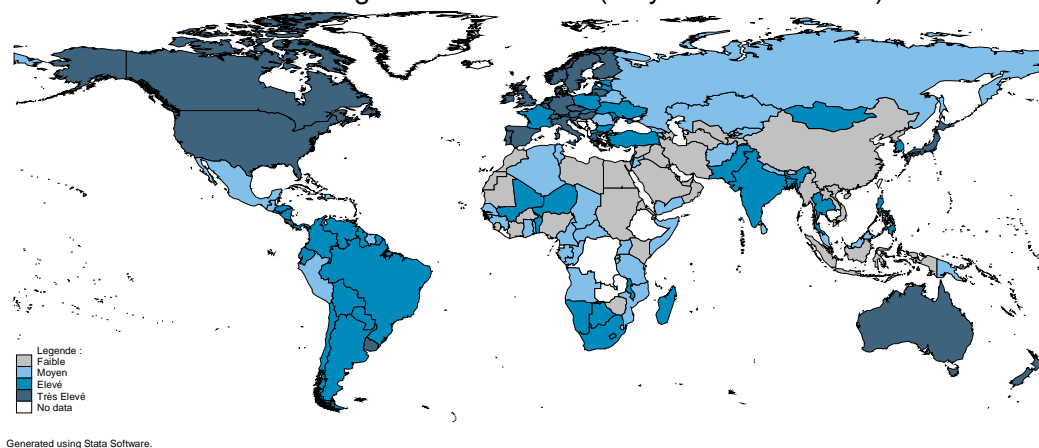 Legende :
Faible
Moyen
Elevé
Très Elevé
No data
Generated using Stata Software.